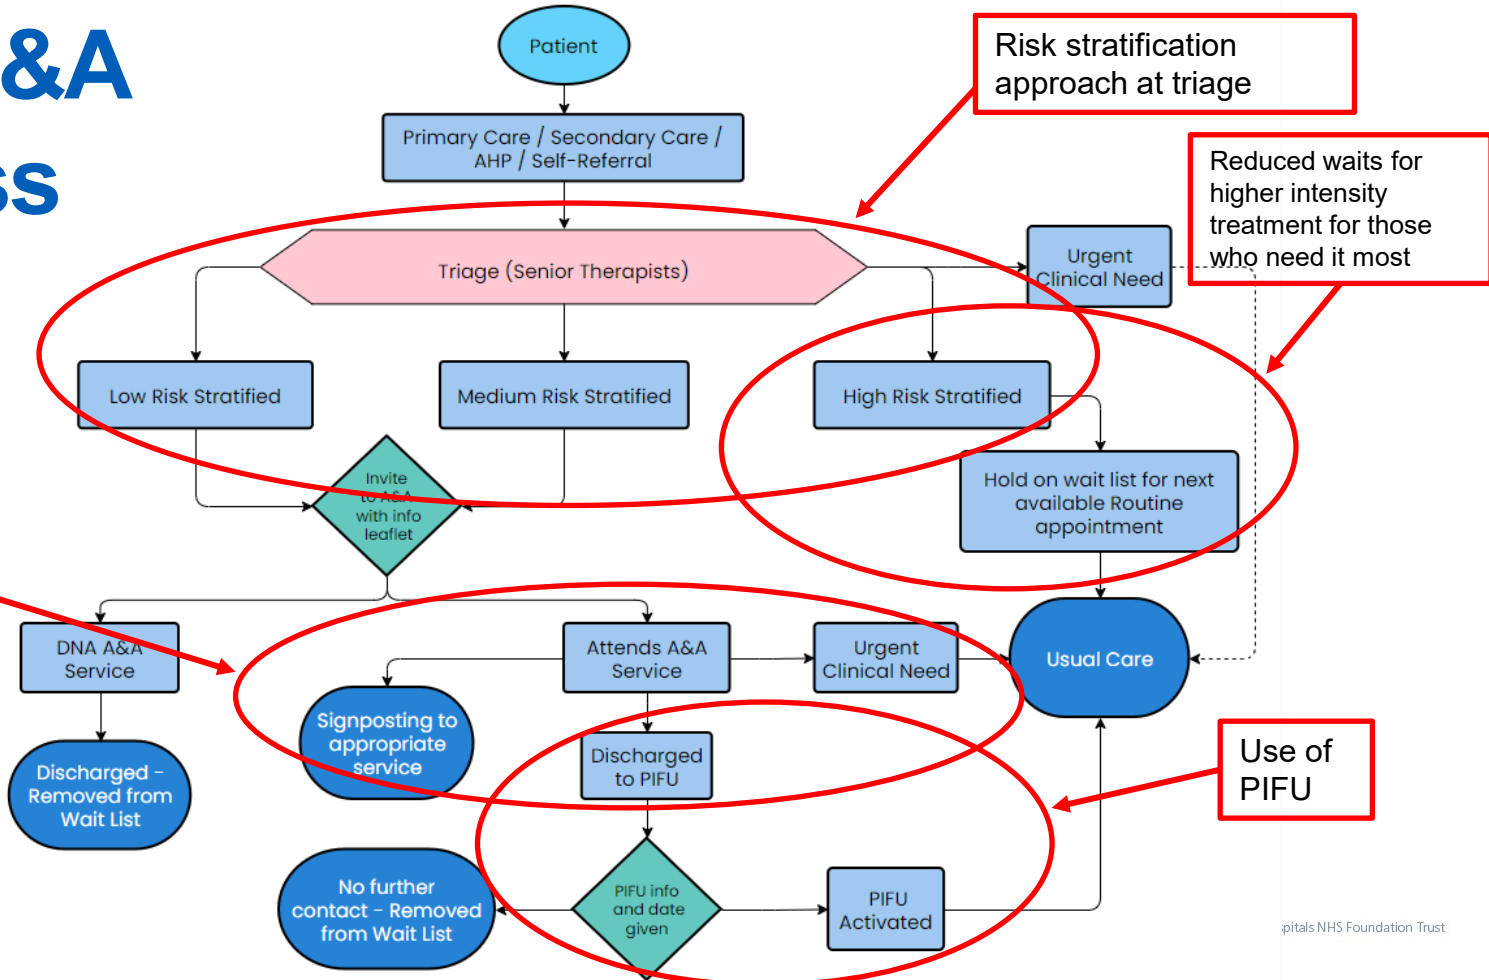 &A
ss
Patient
Risk stratification
approach at triage
Primary Care / Secondary Care /
AHP / Self-Referral
Reduced waits for
higher intensity
treatment for those
who need it most
Triage (Senior Therapists)
Urgent
Clinical Need
Low Risk Stratified
Medium Risk Stratified
High Risk Stratified
Invite
to A&A
with info
leaflet
Hold on wait list for next
available Routine
appointment
DNA A&A
Service
Attends A&A
Service
Urgent
Clinical Need
Usual Care
Signposting to
appropriate
service
Discharged
to PIFU
Use of
PIFU
Discharged -
Removed from
Wait List
No further
contact - Removed
from Wait List
PIFU info
and date
given
PIFU
Activated
spitals NHS Foundation Trust